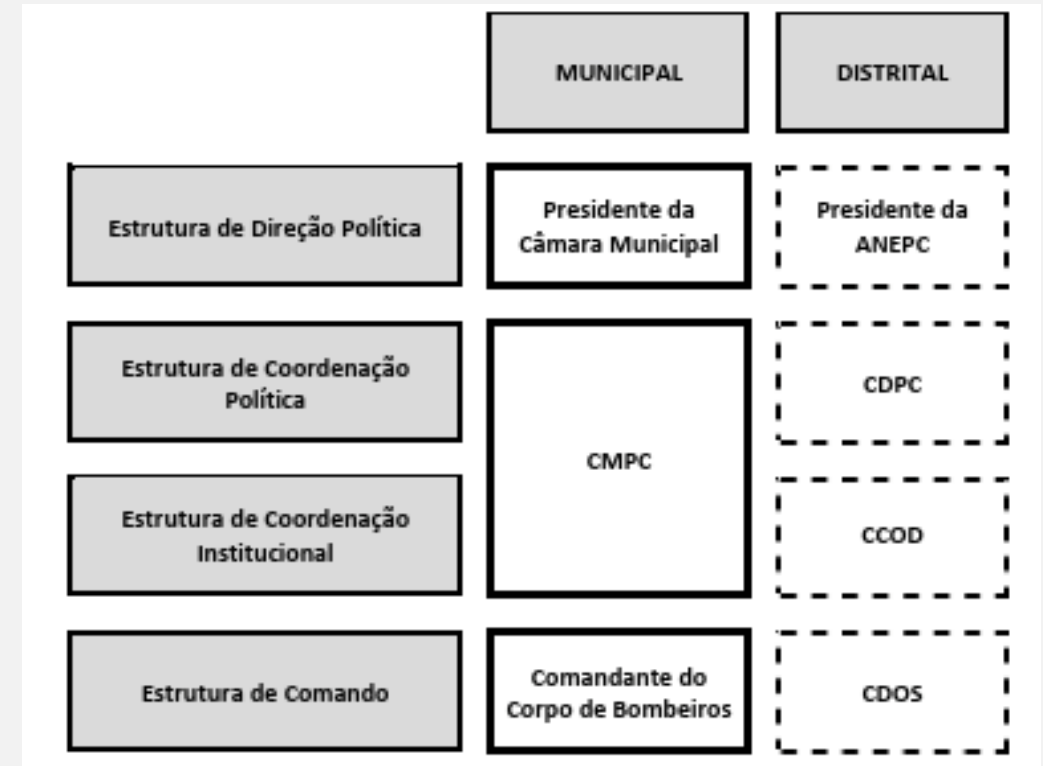 MUNICIPAL
DISTRITAL
Estrutura de Direção Política
Presidente da
Câmara Municipal
Presidente da
ANEPC
Estrutura de Coordenação
Política
CMPC
CDPC
Estrutura de Coordenação
Institucional
CCOD
Estrutura de Comando
Comandante do
Corpo de Bombeiros
CDOS